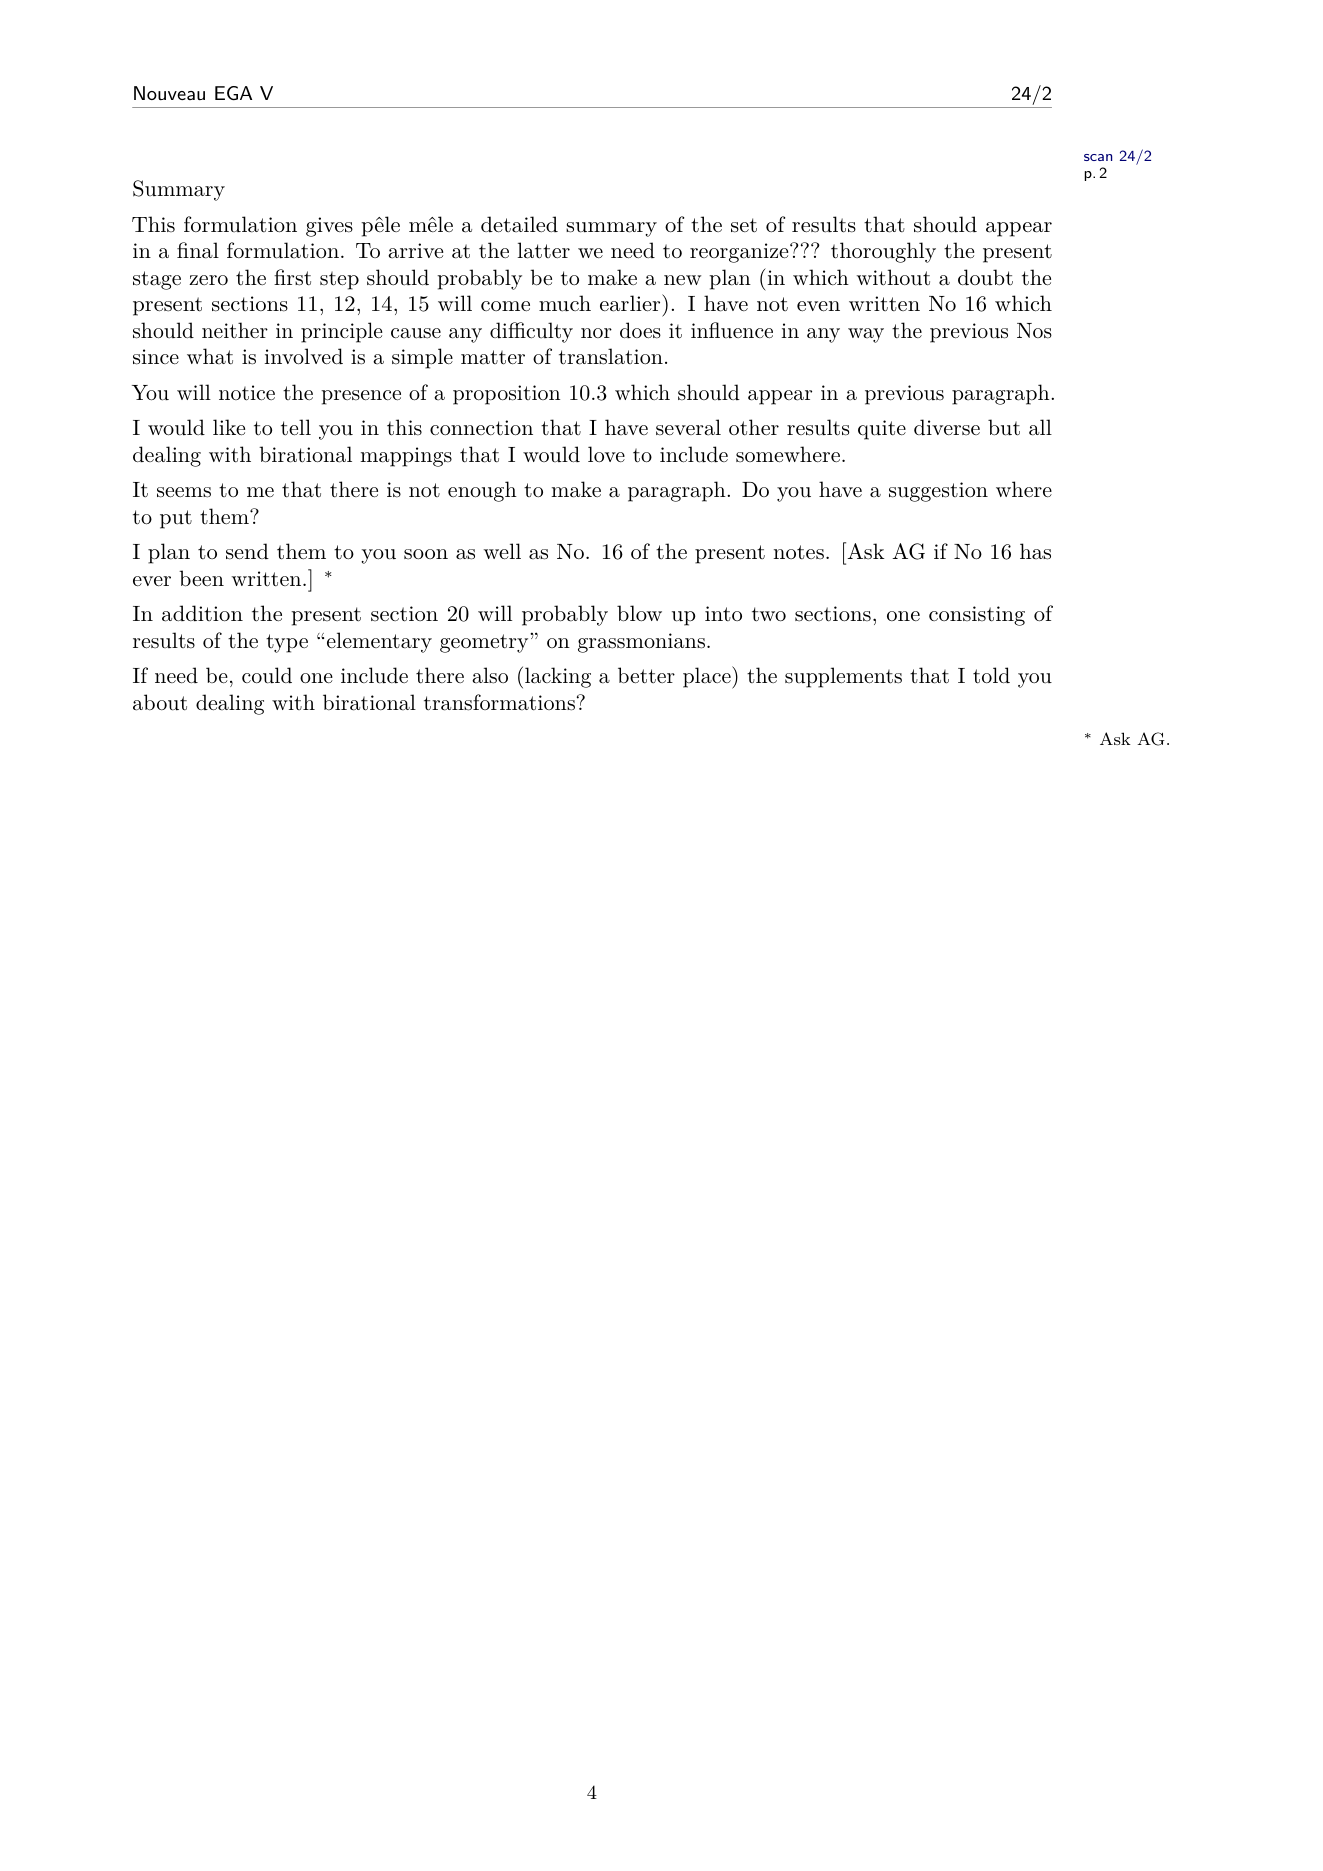 Nouveau EGA V 24/2
scan 24/2
p. 2
Summary
This formulation gives pêle mêle a detailed summary of the set of results that should appear
in a final formulation. To arrive at the latter we need to reorganize??? thoroughly the present
stage zero the first step should probably be to make a new plan (in which without a doubt the
present sections 11, 12, 14, 15 will come much earlier). I have not even written No 16 which
should neither in principle cause any difficulty nor does it influence in any way the previous Nos
since what is involved is a simple matter of translation.
You will notice the presence of a proposition 10.3 which should appear in a previous paragraph.
I would like to tell you in this connection that I have several other results quite diverse but all
dealing with birational mappings that I would love to include somewhere.
It seems to me that there is not enough to make a paragraph. Do you have a suggestion where
to put them?
I plan to send them to you soon as well as No. 16 of the present notes. [Ask AG if No 16 has
ever been written.] *
In addition the present section 20 will probably blow up into two sections, one consisting of
results of the type “elementary geometry” on grassmonians.
If need be, could one include there also (lacking a better place) the supplements that I told you
about dealing with birational transformations?
* Ask AG.
4